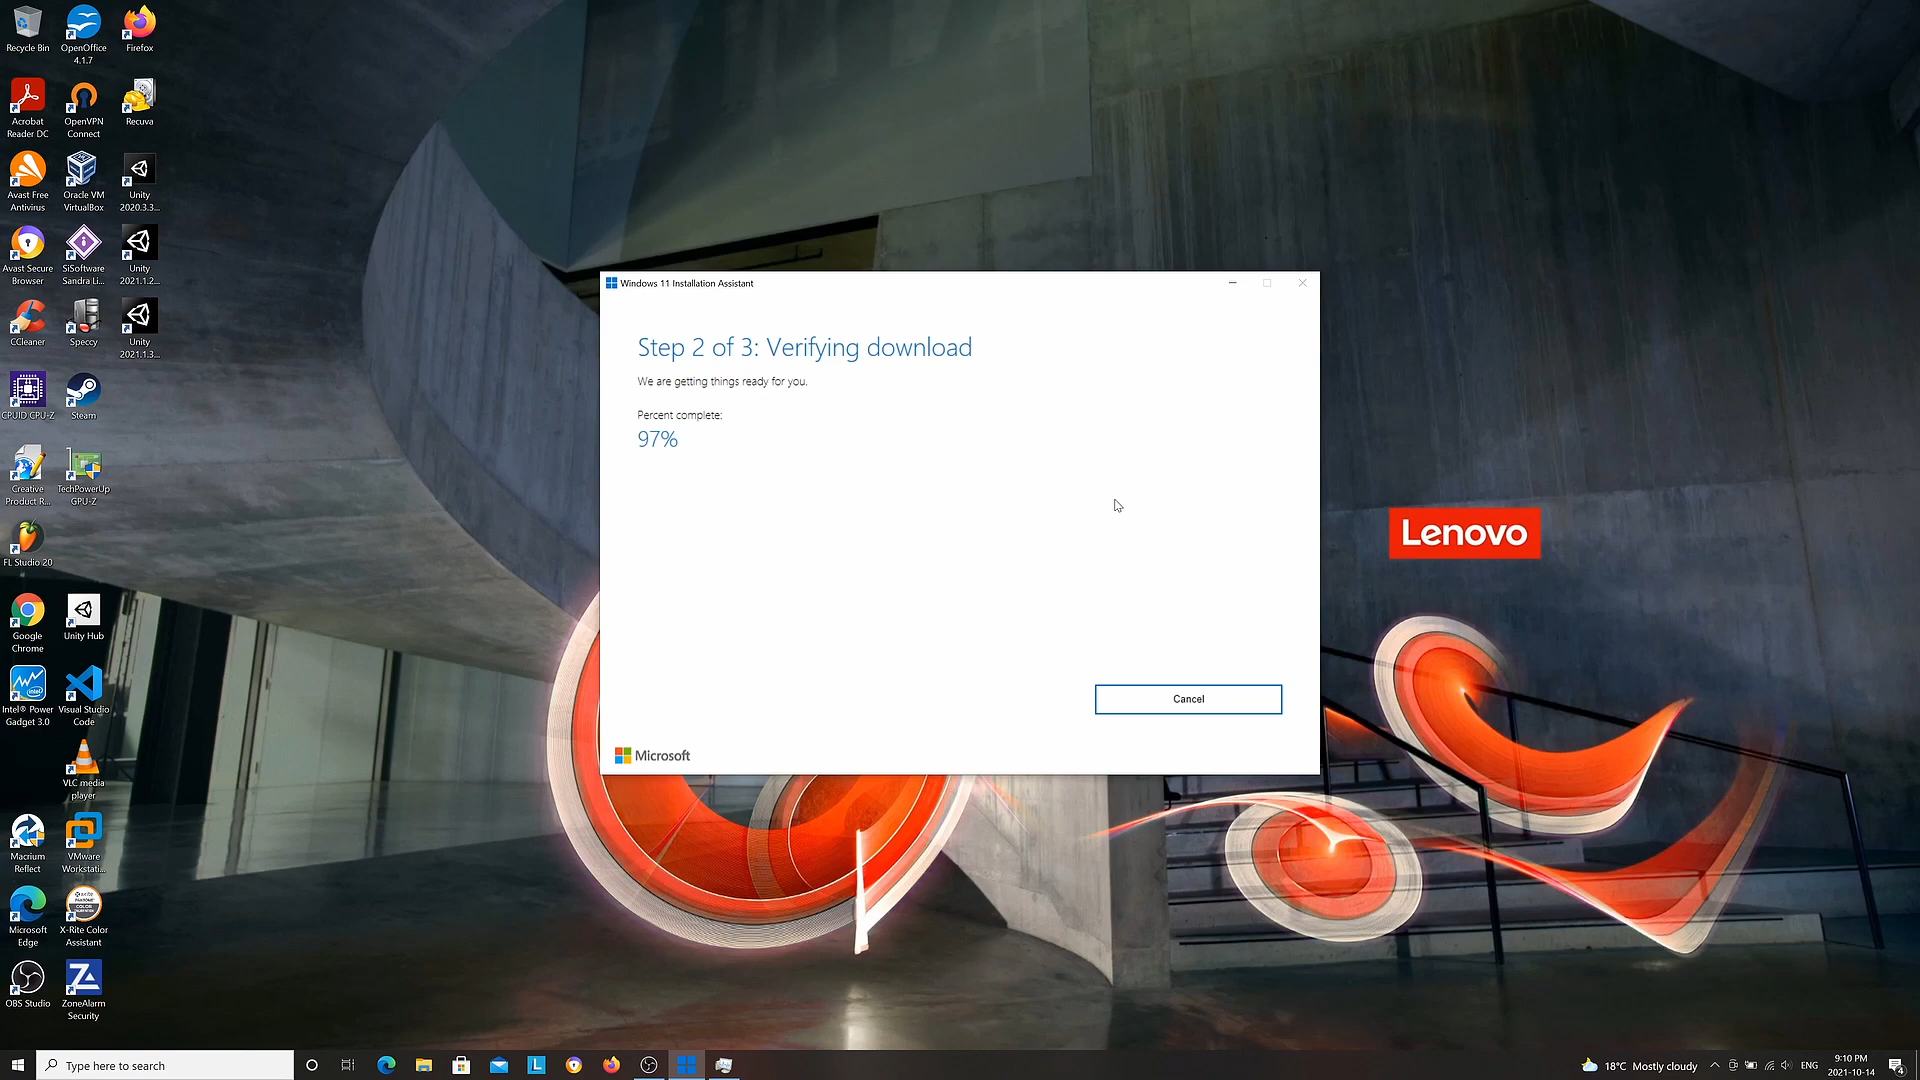 Recycle Bin
OpenOffice
4.1.7
Firefox
Acrobat
Reader DC
OpenVPN
Connect
Recuva
Avast Free
Antivirus
Oracle VM
VirtualBox
Unity
2020.3.3...
Avast Secure
Browser
SiSoftware
Sandra Li...
Unity
2021.1.2...
CCleaner
Speccy
Unity
2021.1.3...
CPUID CPU-Z
Steam
Creative
Product R...
TechPowerUp
GPU-Z
FL Studio 20
Google
Chrome
Unity Hub
Intel® Power
Gadget 3.0
Visual Studio
Code
VLC media
player
Macrium
Reflect
VMware
Workstati...
Microsoft
Edge
X-Rite Color
Assistant
OBS Studio
ZoneAlarm
Security
Windows 11 Installation Assistant
Step 2 of 3: Verifying download
We are getting things ready for you.
Percent complete:
97%
Cancel
Microsoft
Lenovo
Type here to search
18°C Mostly cloudy
ENG
9:10 PM
2021-10-14
4